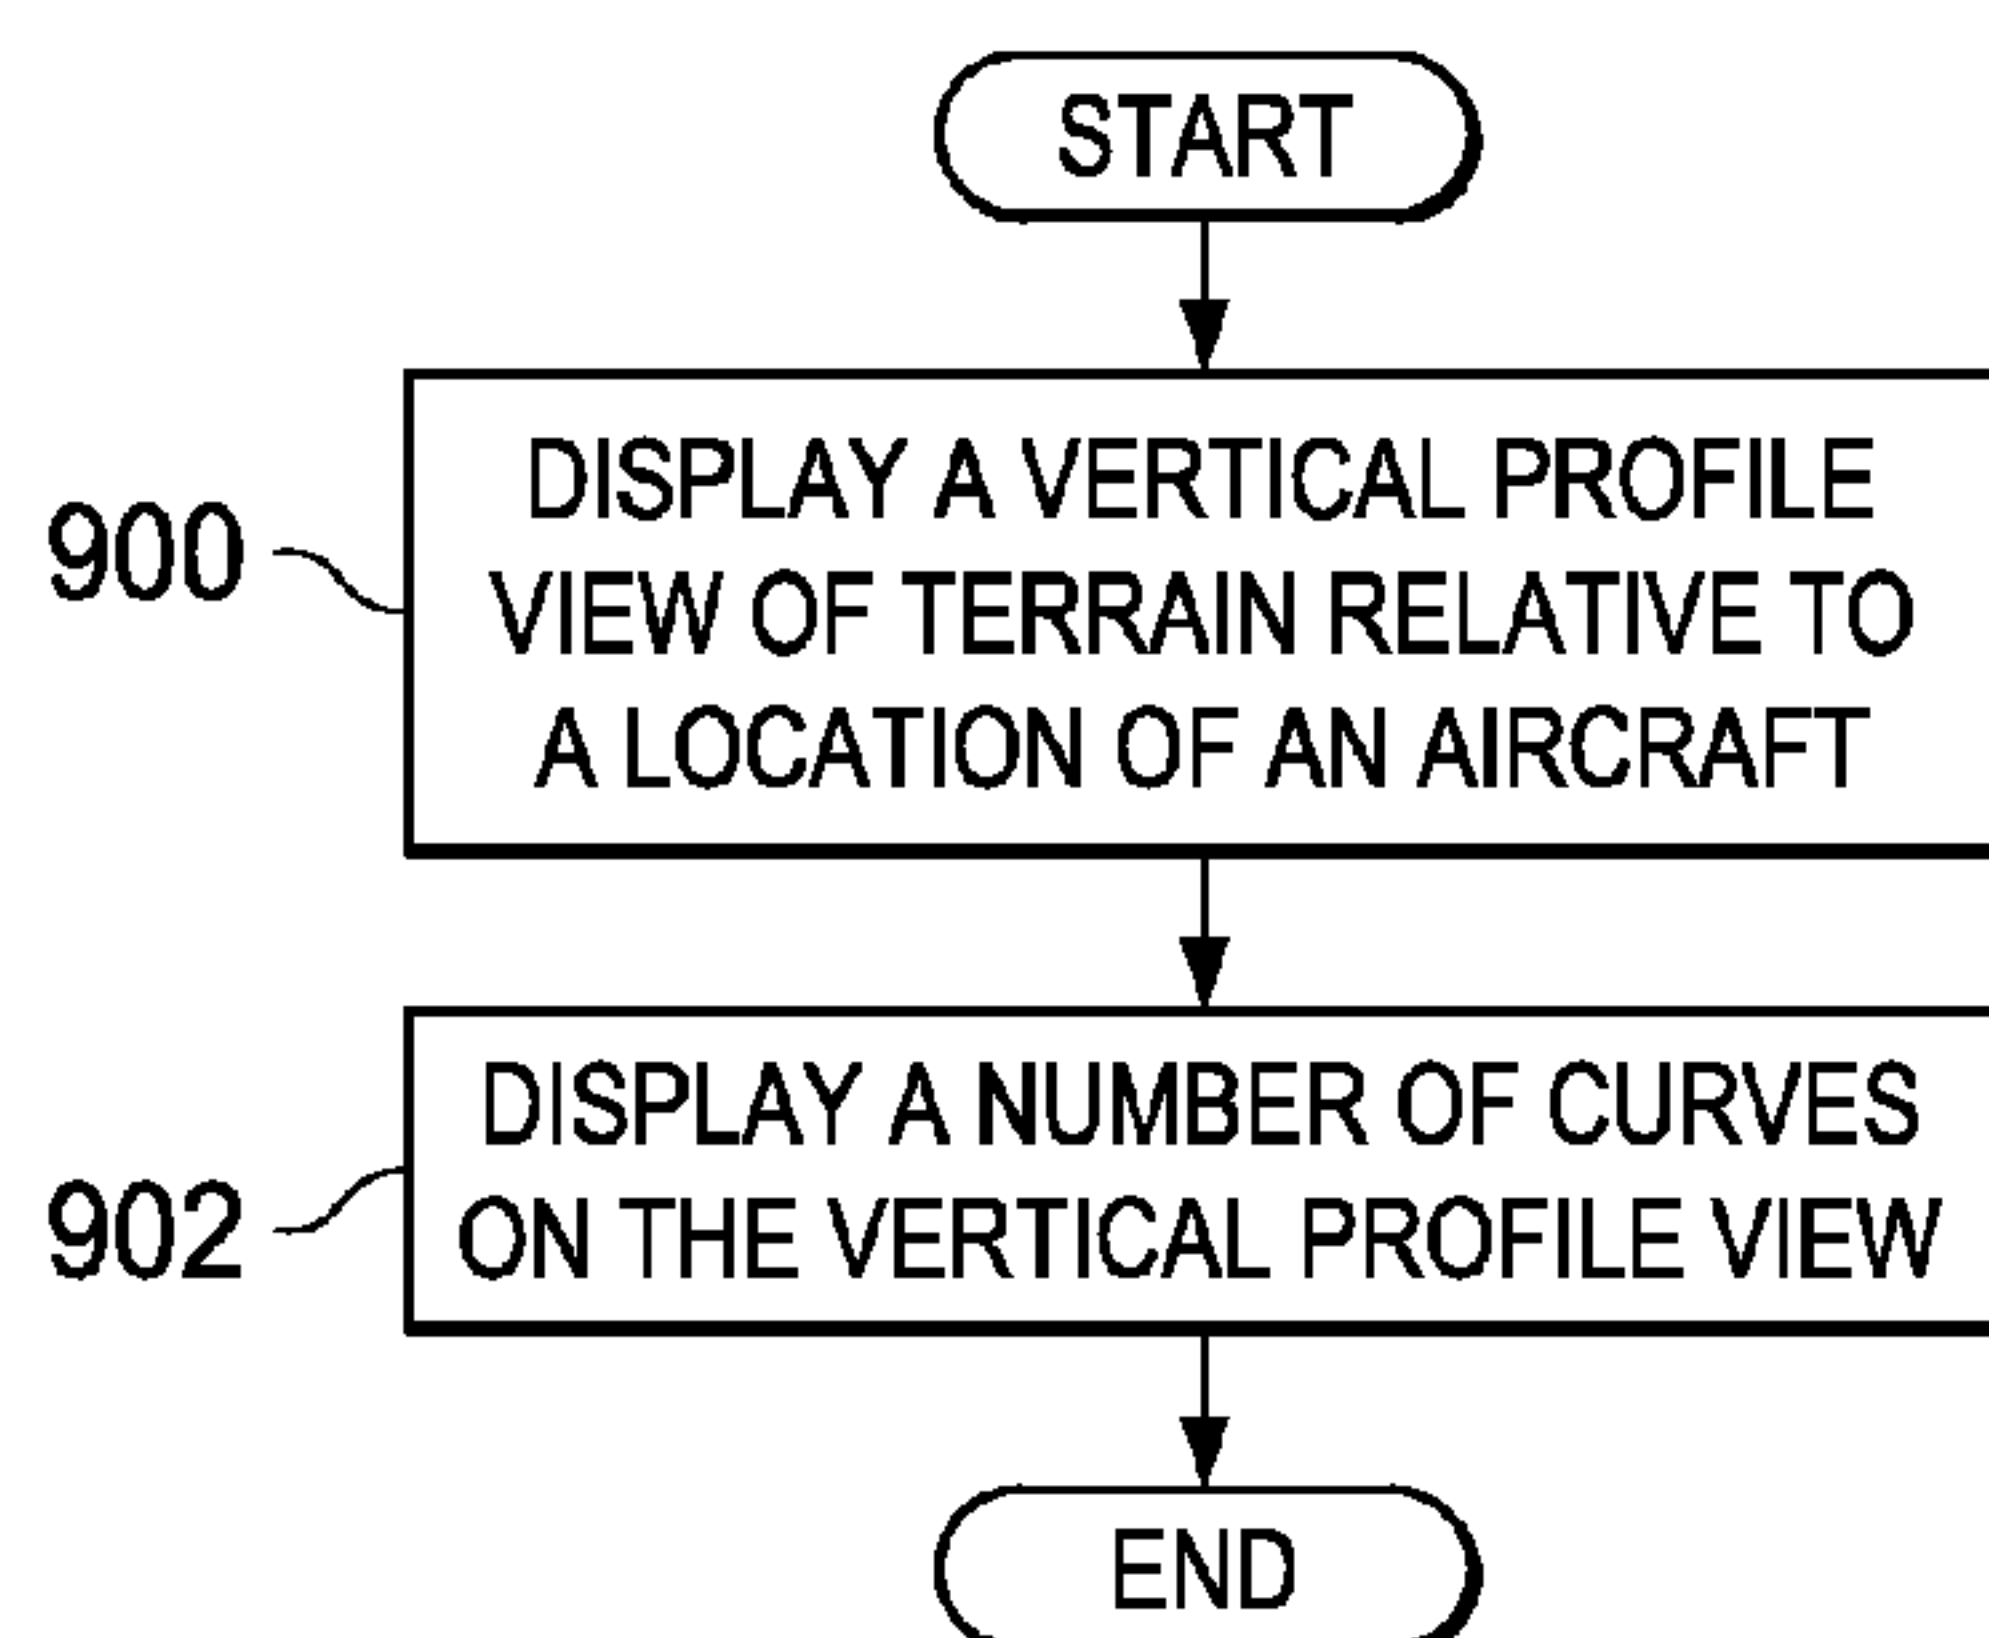 START
900
DISPLAY A VERTICAL PROFILE
VIEW OF TERRAIN RELATIVE TO
A LOCATION OF AN AIRCRAFT
902
DISPLAY A NUMBER OF CURVES
ON THE VERTICAL PROFILE VIEW
END